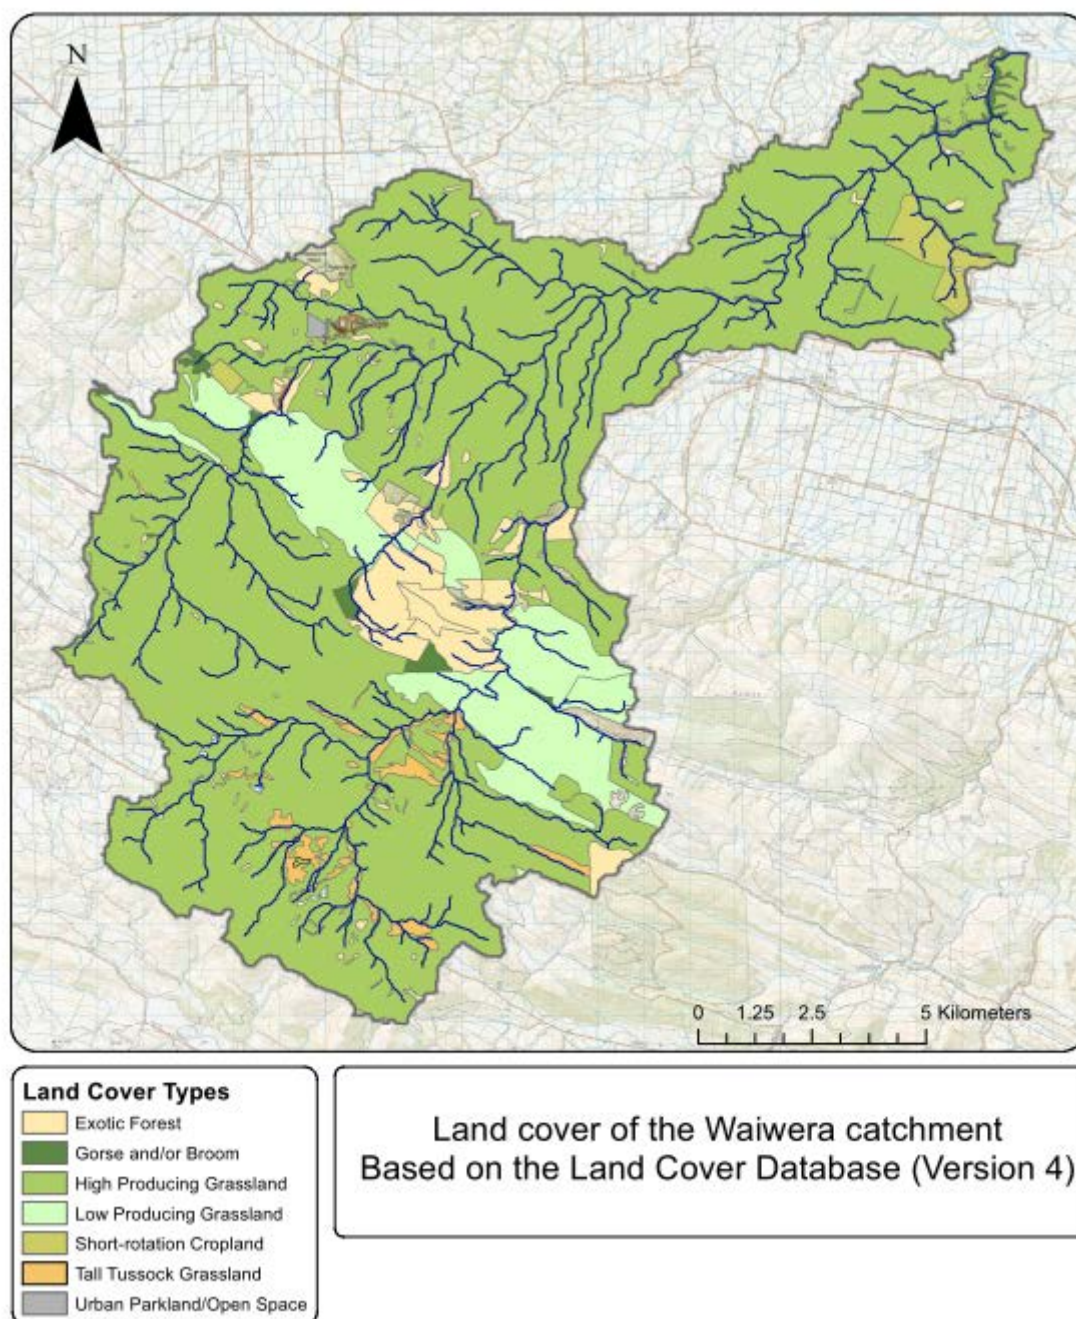 N
0 1.25 2.5 5 Kilometers
Land Cover Types
Exotic Forest
Gorse and/or Broom
High Producing Grassland
Low Producing Grassland
Short-rotation Cropland
Tall Tussock Grassland
Urban Parkland/Open Space
Land cover of the Waiwera catchment
Based on the Land Cover Database (Version 4)